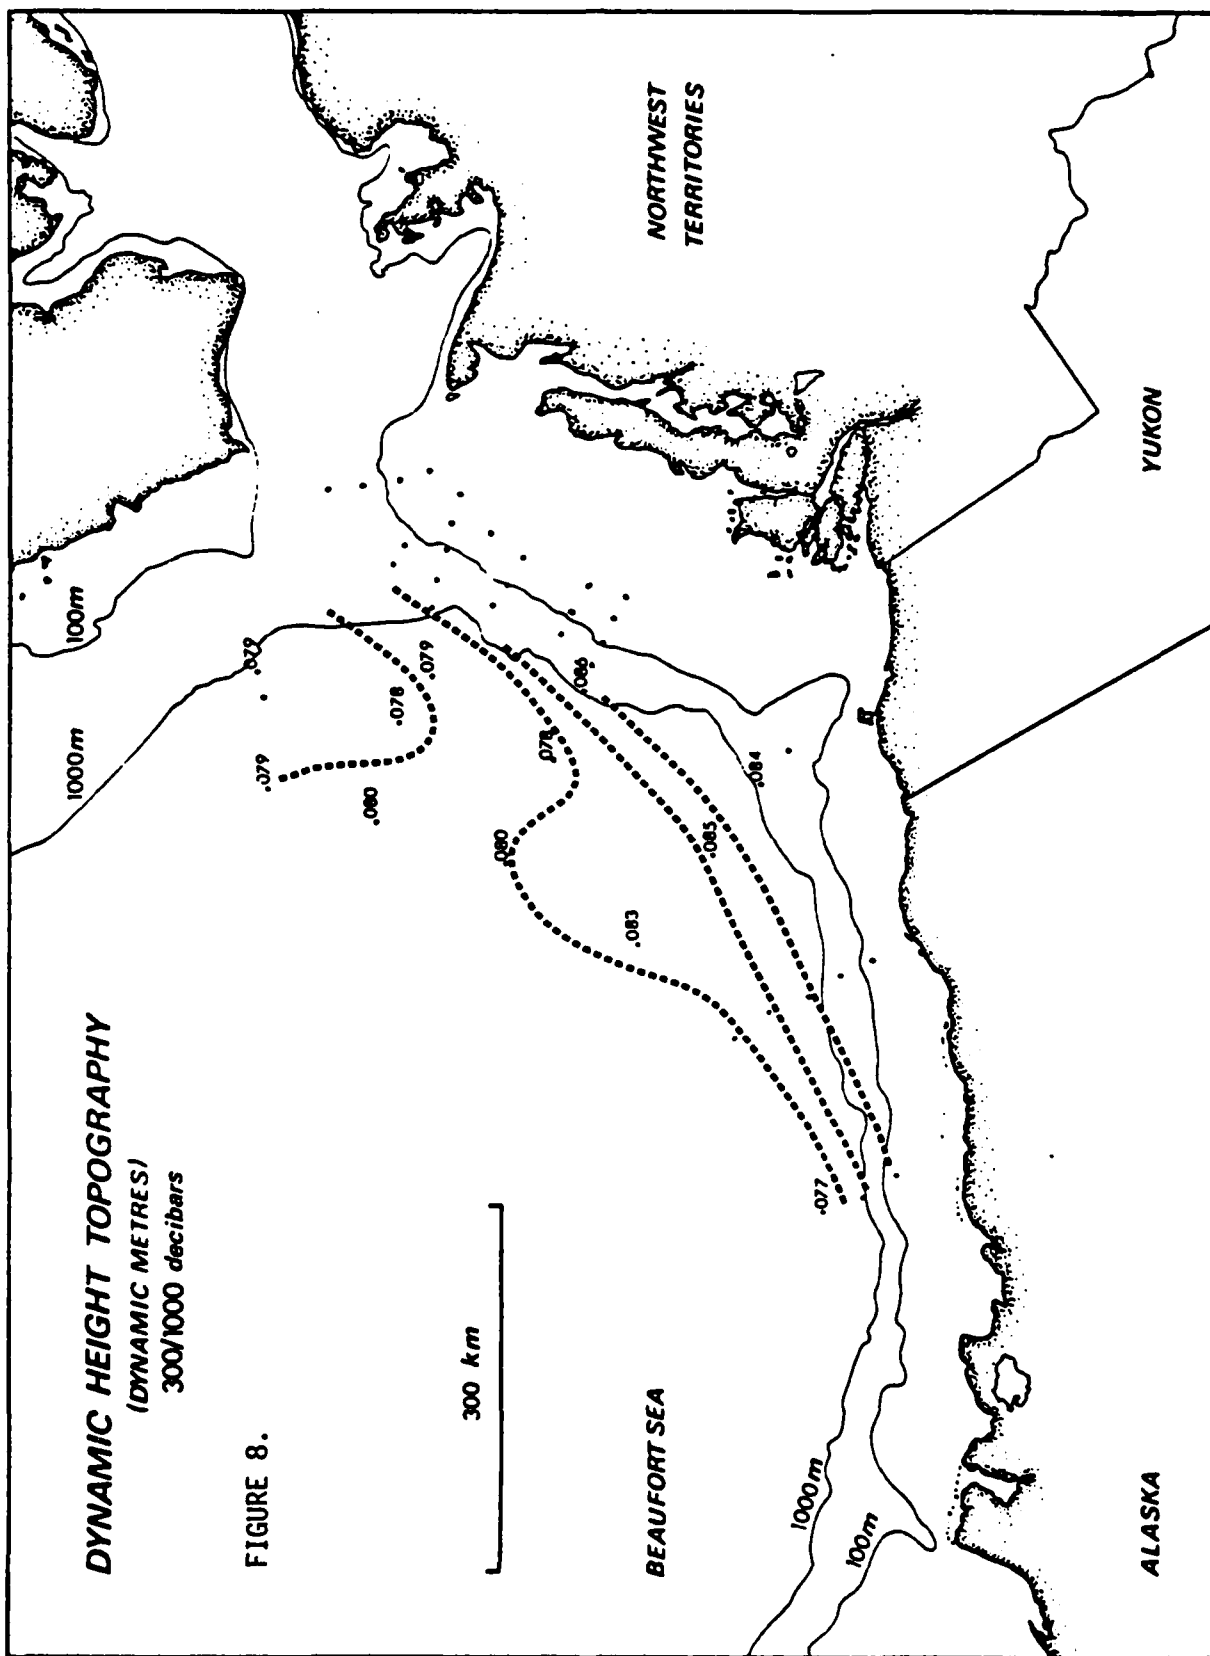 DYNAMIC HEIGHT TOPOGRAPHY
(DYNAMIC METRES)
300/1000 decibars
FIGURE 8.
300 km
BEAUFORT SEA
1000m
100m
ALASKA
YUKON
NORTHWEST
TERRITORIES
1000m
100m
.079
.079
.080
.078
.079
.080
.078
.086
.083
.085
.084
.077